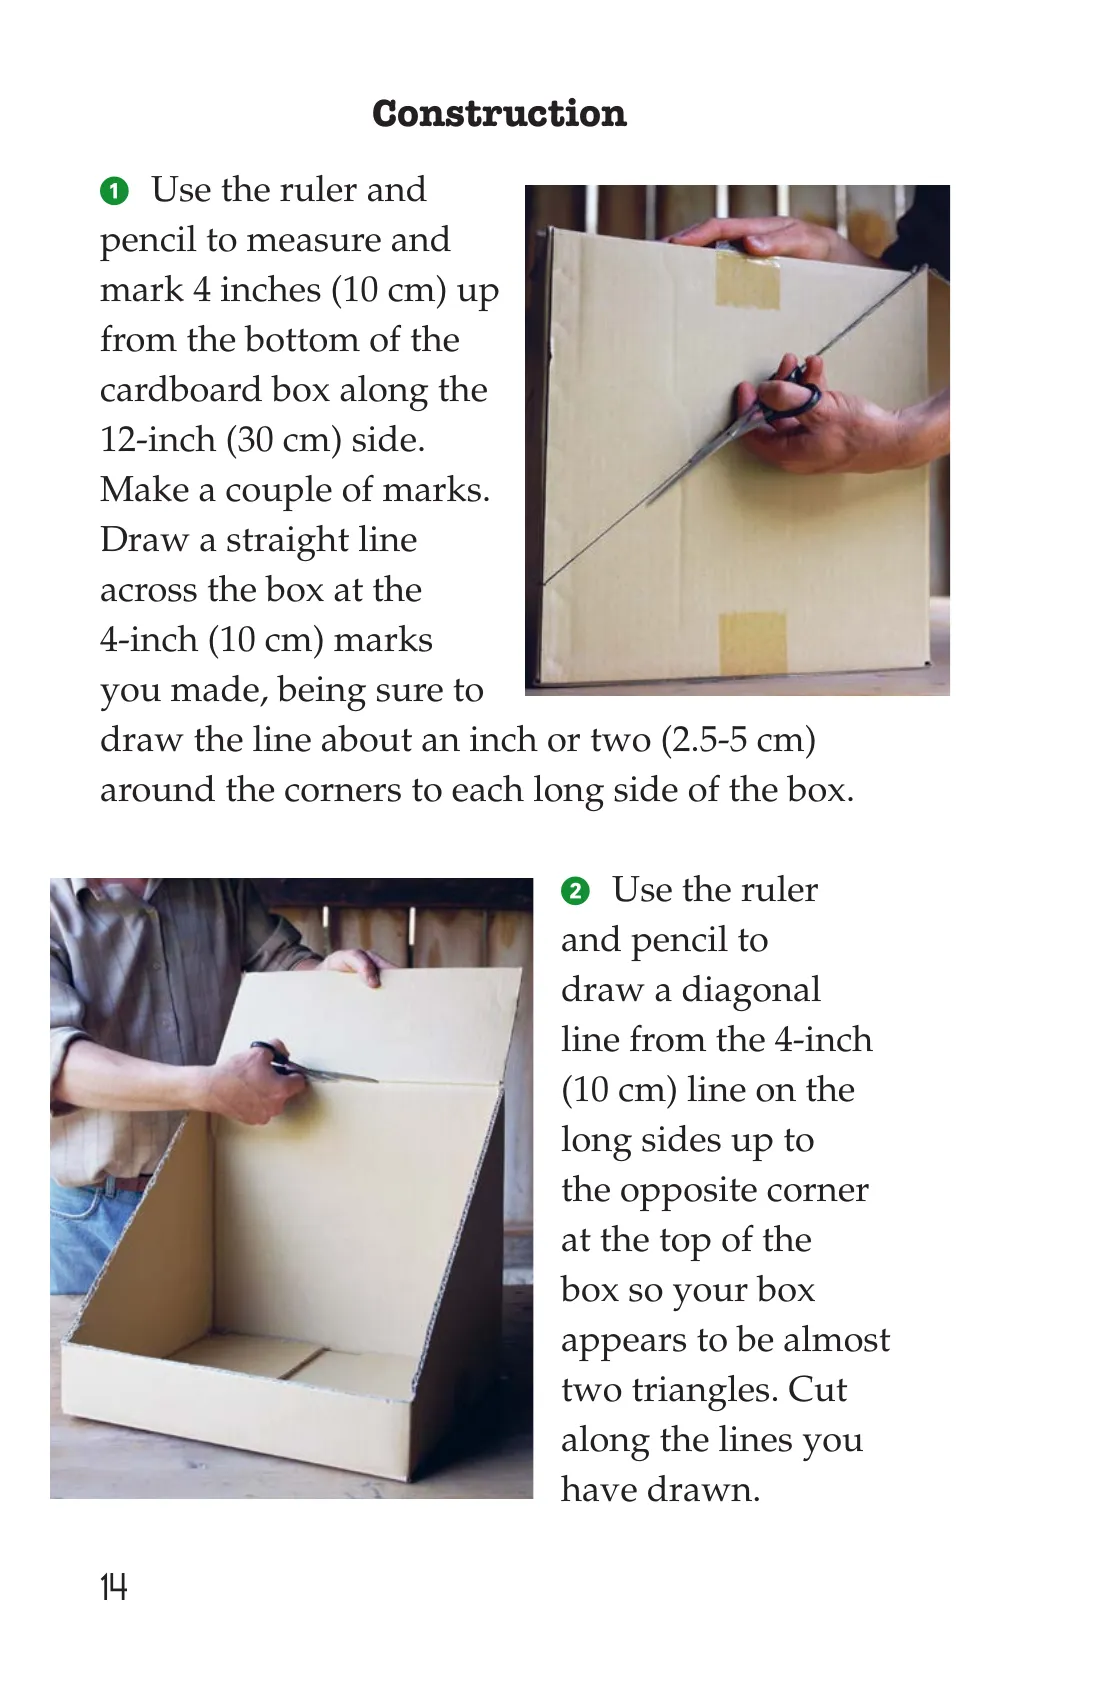 Construction
1 Use the ruler and
pencil to measure and
mark 4 inches (10 cm) up
from the bottom of the
cardboard box along the
12-inch (30 cm) side.
Make a couple of marks.
Draw a straight line
across the box at the
4-inch (10 cm) marks
you made, being sure to
draw the line about an inch or two (2.5-5 cm)
around the corners to each long side of the box.
2 Use the ruler
and pencil to
draw a diagonal
line from the 4-inch
(10 cm) line on the
long sides up to
the opposite corner
at the top of the
box so your box
appears to be almost
two triangles. Cut
along the lines you
have drawn.
14